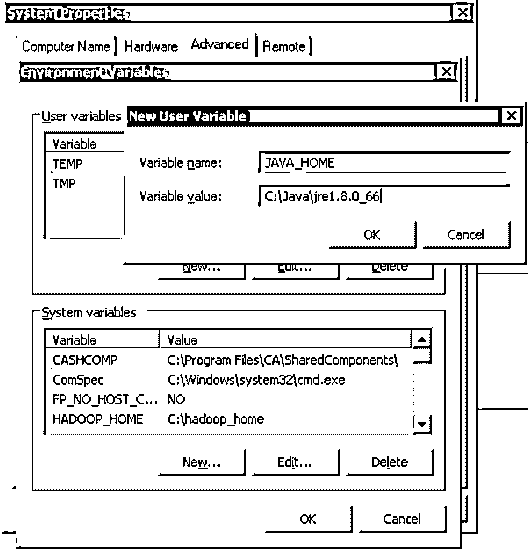 System Properties
Computer Name Hardware Advanced Remote
Environment Variables
User variables
New User Variable
Variable
TEMP
TMP
Variable name: JAVA_HOME
Variable value: C:\Java\jre1.8.0_66
OK Cancel
New... Edit... Delete
System variables
Variable Value
CASHCOMP C:\Program Files\CA\SharedComponents\
ComSpec C:\Windows\system32\cmd.exe
FP_NO_HOST_C... NO
HADOOP_HOME C:\hadoop_home
New... Edit... Delete
OK Cancel